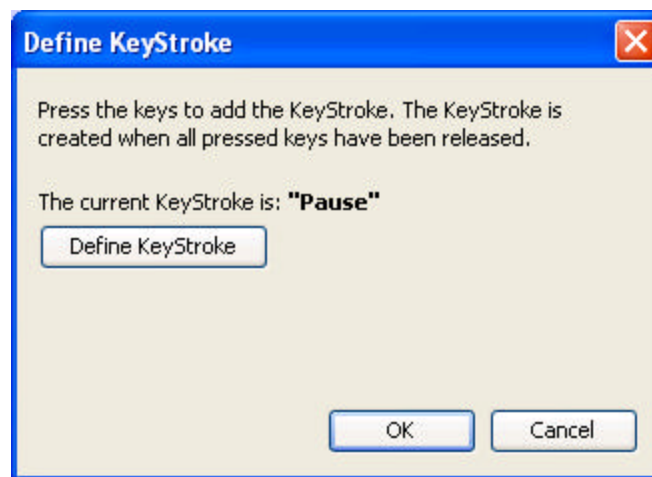 Define KeyStroke
Press the keys to add the KeyStroke. The KeyStroke is
created when all pressed keys have been released.
The current KeyStroke is: "Pause"
Define KeyStroke
OK
Cancel